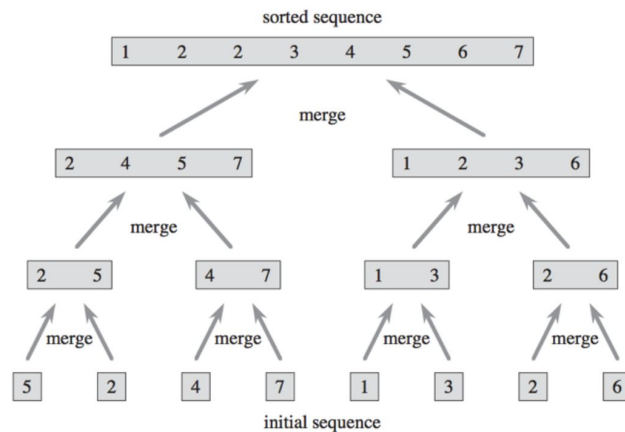 sorted sequence
1 2 2 3 4 5 6 7
merge
2 4 5 7 1 2 3 6
merge merge
2 5 4 7 1 3 2 6
merge merge merge merge
5 2 4 7 1 3 2 6
initial sequence